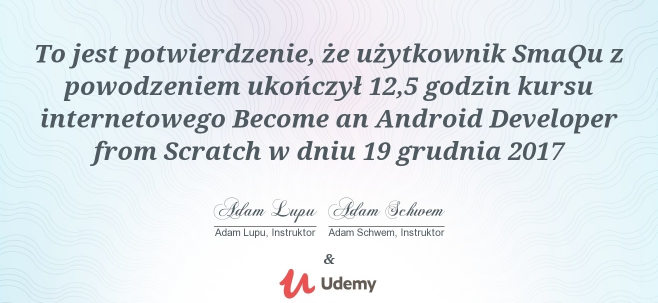 To jest potwierdzenie, że użytkownik SmaQu z
powodzeniem ukończył 12,5 godzin kursu
internetowego Become an Android Developer
from Scratch w dniu 19 grudnia 2017
Adam Lupu Adam Schwem
Adam Lupu, Instruktor Adam Schwem, Instruktor
&
Udemy